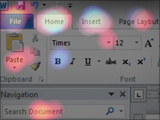 File Home Insert Page Layout
Times 12
Paste B I U
Clipboard Font
Navigation
Search Document